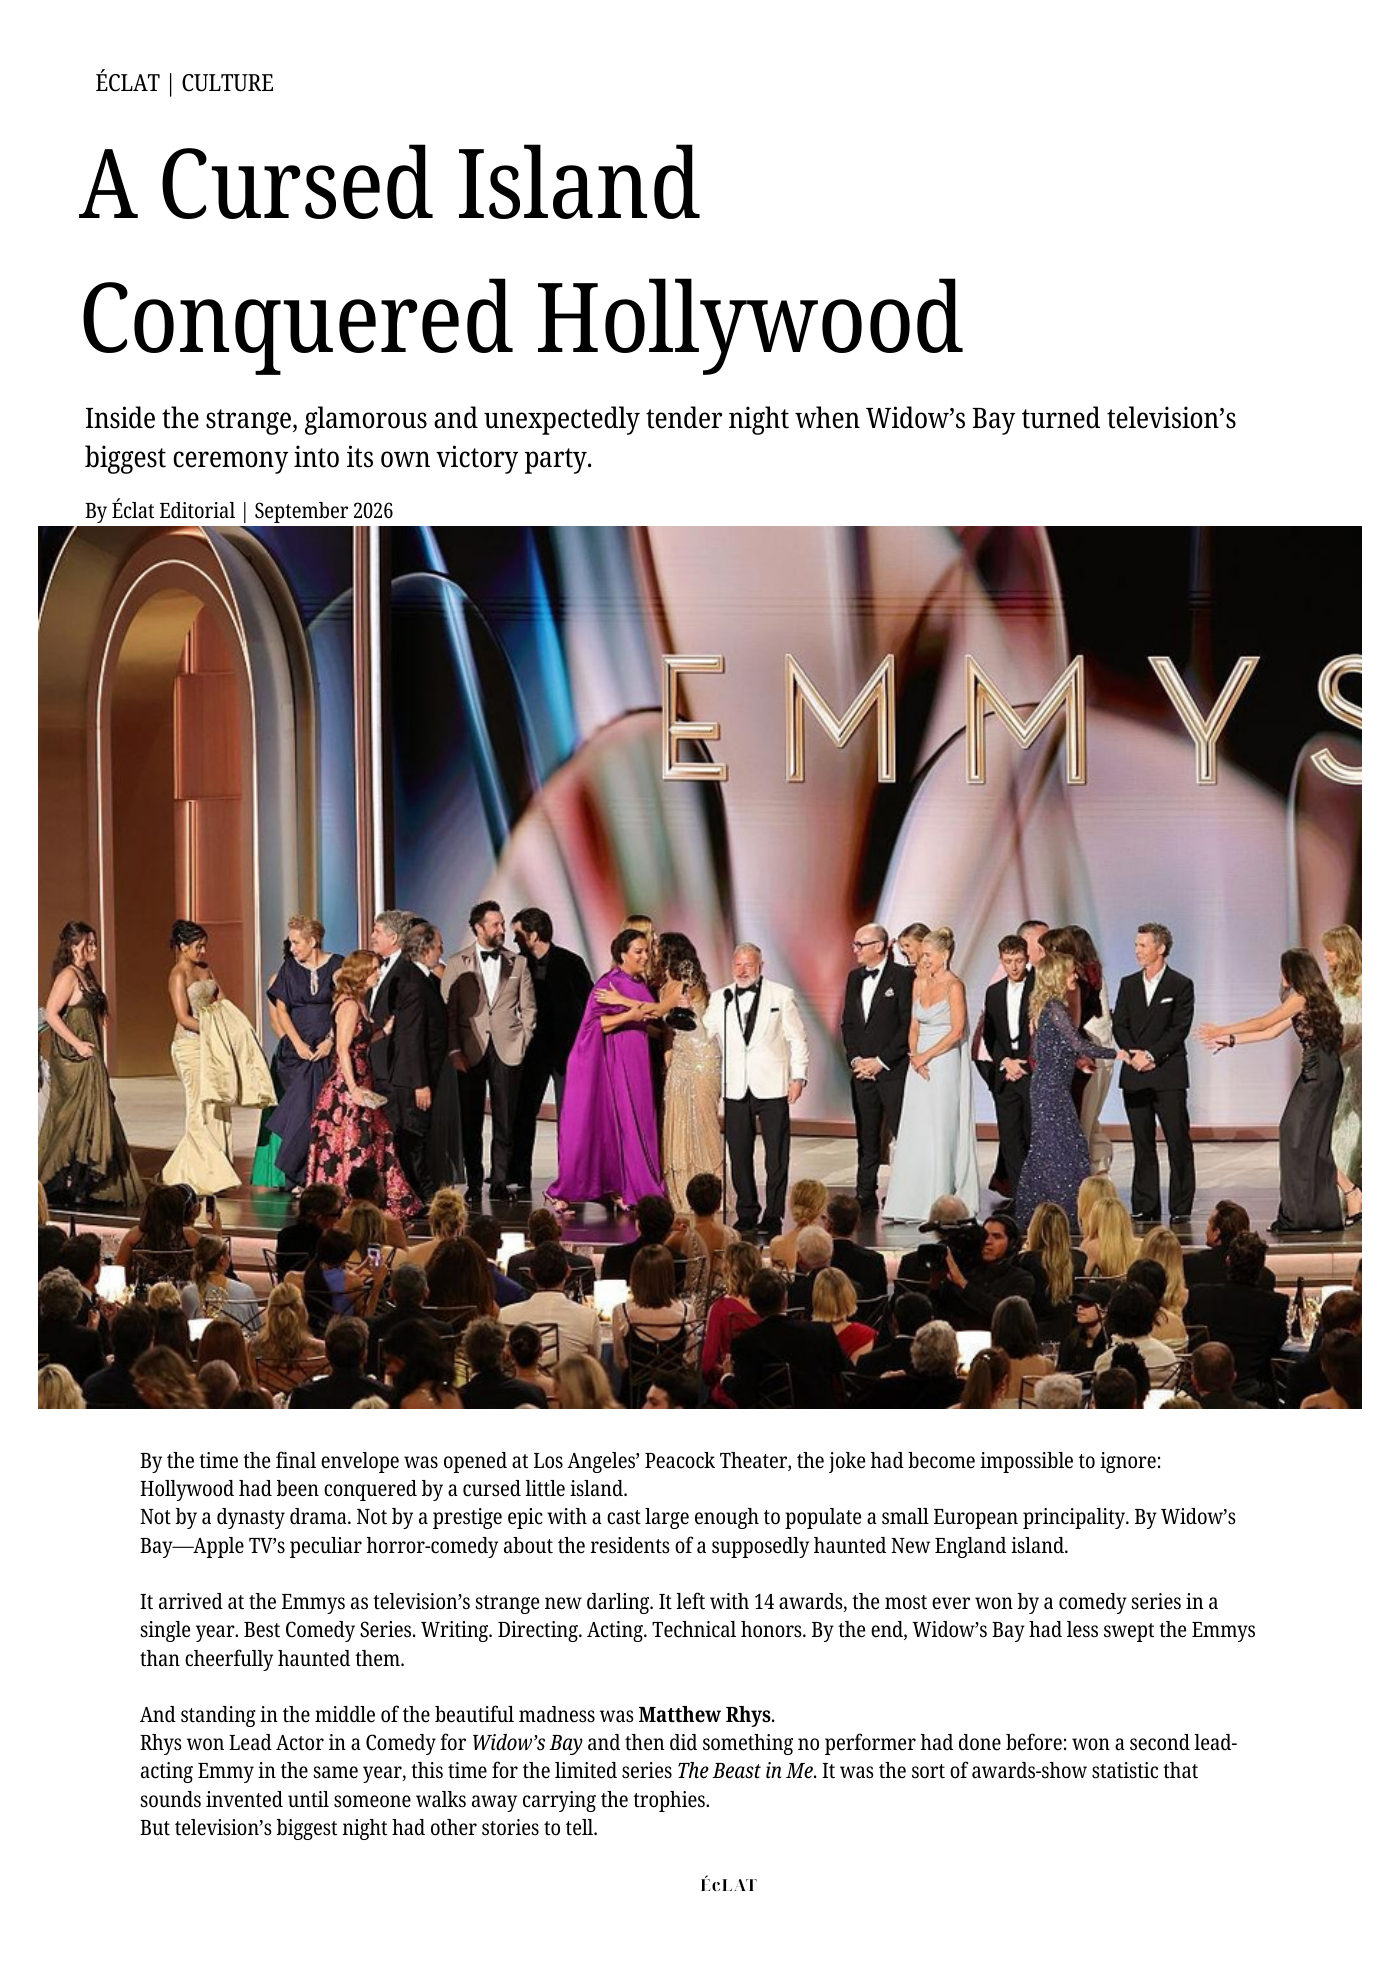 ÉCLAT | CULTURE
A Cursed Island
Conquered Hollywood
Inside the strange, glamorous and unexpectedly tender night when Widow’s Bay turned television’s
biggest ceremony into its own victory party.
By Éclat Editorial | September 2026
EMMYS
By the time the final envelope was opened at Los Angeles’ Peacock Theater, the joke had become impossible to ignore:
Hollywood had been conquered by a cursed little island.
Not by a dynasty drama. Not by a prestige epic with a cast large enough to populate a small European principality. By Widow’s
Bay—Apple TV’s peculiar horror-comedy about the residents of a supposedly haunted New England island.
It arrived at the Emmys as television’s strange new darling. It left with 14 awards, the most ever won by a comedy series in a
single year. Best Comedy Series. Writing. Directing. Acting. Technical honors. By the end, Widow’s Bay had less swept the Emmys
than cheerfully haunted them.
And standing in the middle of the beautiful madness was Matthew Rhys.
Rhys won Lead Actor in a Comedy for Widow’s Bay and then did something no performer had done before: won a second lead-
acting Emmy in the same year, this time for the limited series The Beast in Me. It was the sort of awards-show statistic that
sounds invented until someone walks away carrying the trophies.
But television’s biggest night had other stories to tell.
ÉcLAT